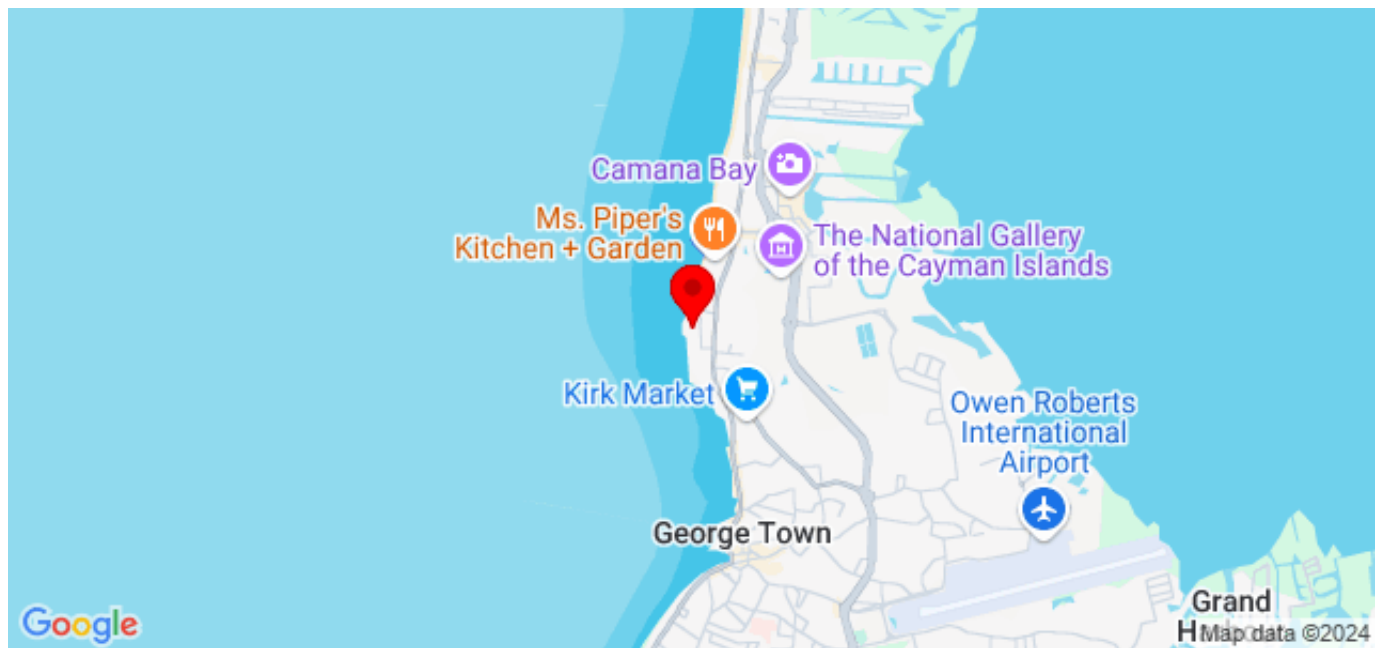 Camana Bay
Ms. Piper's
Kitchen + Garden
The National Gallery
of the Cayman Islands
Kirk Market
Owen Roberts
International
Airport
George Town
Grand
Google
Map data ©2024